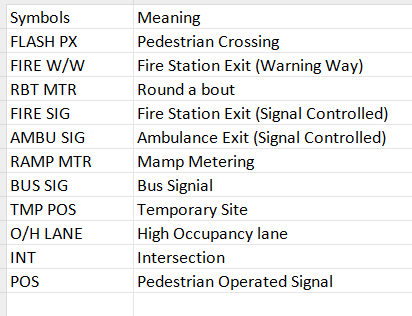 Symbols Meaning
FLASH PX Pedestrian Crossing
FIRE W/W Fire Station Exit (Warning Way)
RBT MTR Round a bout
FIRE SIG Fire Station Exit (Signal Controlled)
AMBU SIG Ambulance Exit (Signal Controlled)
RAMP MTR Mamp Metering
BUS SIG Bus Signial
TMP POS Temporary Site
O/H LANE High Occupancy lane
INT Intersection
POS Pedestrian Operated Signal